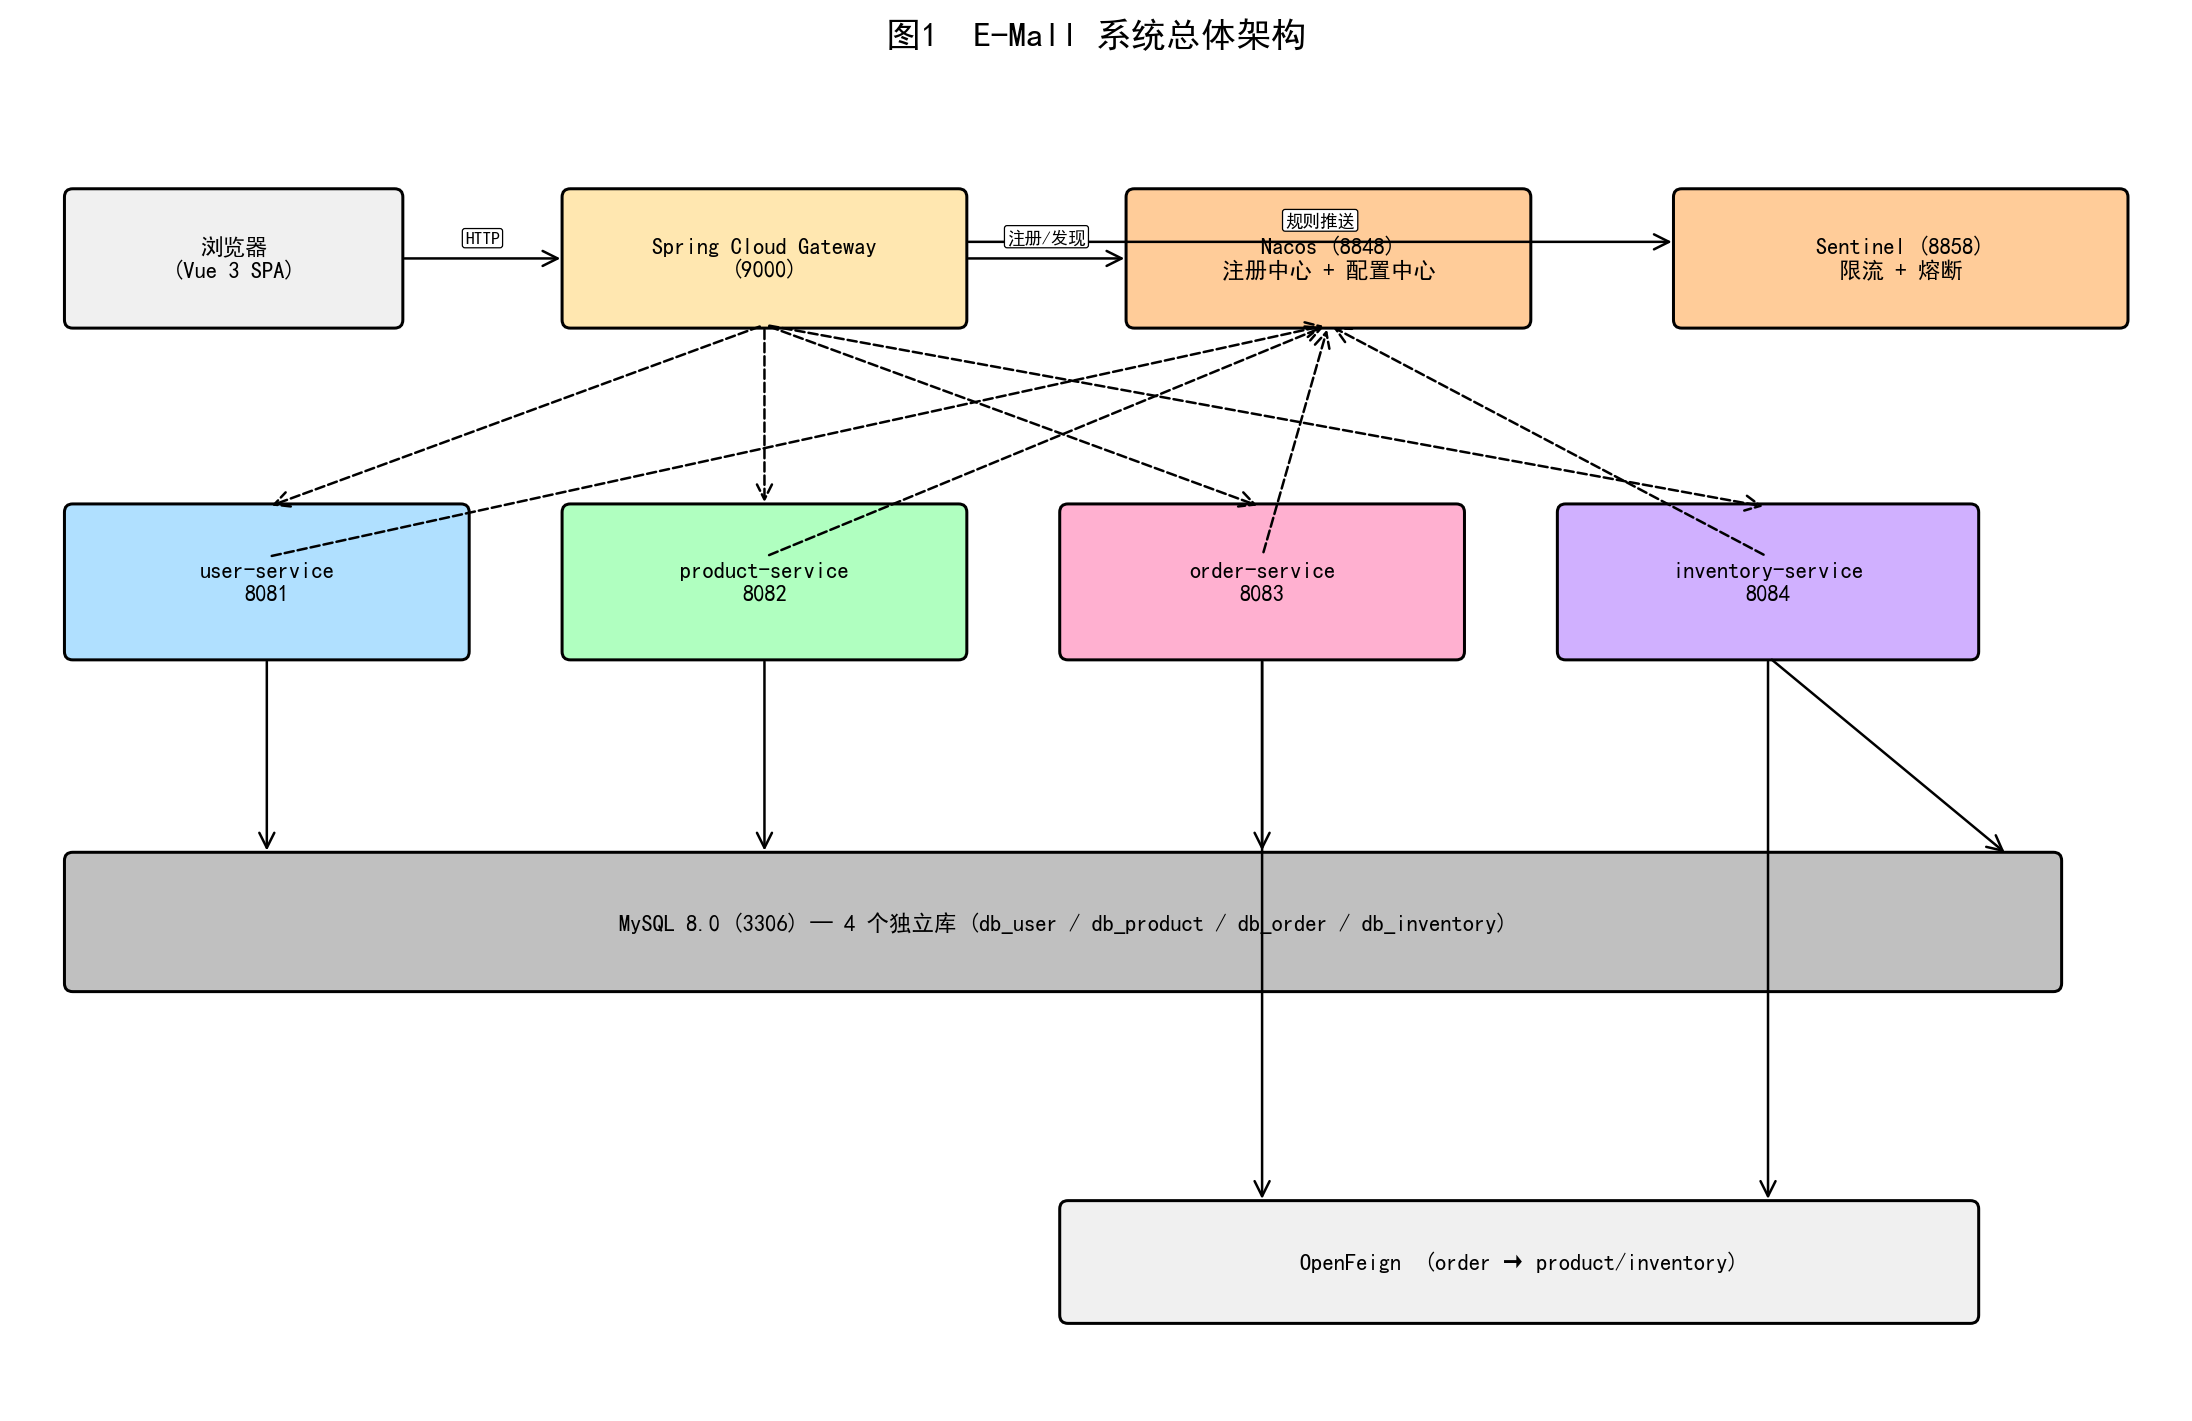 图1  E-Mall 系统总体架构
浏览器
(Vue 3 SPA)
HTTP
Spring Cloud Gateway
(9000)
注册/发现
规则推送
Nacos (8848)
注册中心 + 配置中心
Sentinel (8858)
限流 + 熔断
user-service
8081
product-service
8082
order-service
8083
inventory-service
8084
MySQL 8.0 (3306) — 4 个独立库 (db_user / db_product / db_order / db_inventory)
OpenFeign  (order → product/inventory)